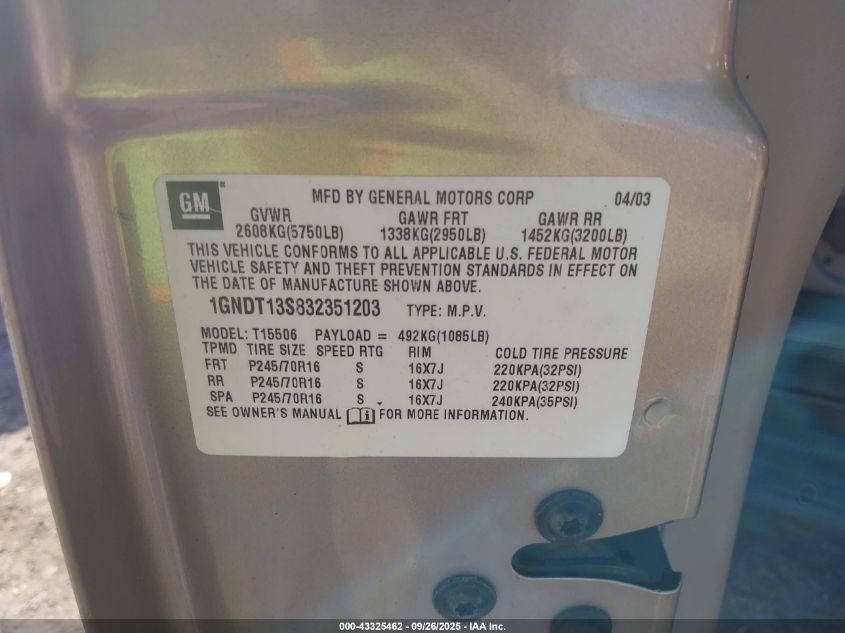 GM ® MFD BY GENERAL MOTORS CORP 04/03
GVWR GAWR FRT GAWR RR
2608KG(5750LB) 1338KG(2950LB) 1452KG(3200LB)
THIS VEHICLE CONFORMS TO ALL APPLICABLE U.S. FEDERAL MOTOR
VEHICLE SAFETY AND THEFT PREVENTION STANDARDS IN EFFECT ON
THE DATE OF MANUFACTURE SHOWN ABOVE.
1GNDT13S832351203 TYPE: M.P.V.
MODEL: T15506 PAYLOAD = 492KG(1085LB)
TPMD TIRE SIZE SPEED RTG RIM COLD TIRE PRESSURE
FRT P245/70R16 S 16X7J 220KPA(32PSI)
RR P245/70R16 S 16X7J 220KPA(32PSI)
SPA P245/70R16 S 16X7J 240KPA(35PSI)
SEE OWNER'S MANUAL FOR MORE INFORMATION.
000-43325462 - 09/26/2025 - IAA Inc.